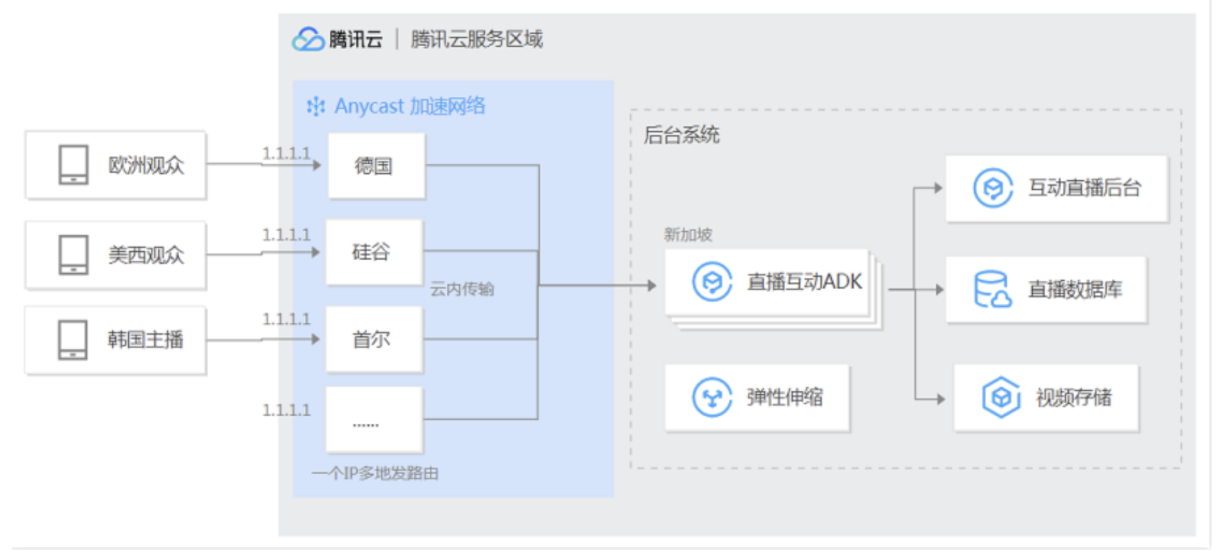 腾讯云 | 腾讯云服务区域
Anycast 加速网络
后台系统
欧洲观众
1.1.1.1
德国
互动直播后台
美西观众
1.1.1.1
硅谷
新加坡
直播互动ADK
云内传输
直播数据库
韩国主播
1.1.1.1
首尔
弹性伸缩
视频存储
1.1.1.1
......
一个IP多地发路由